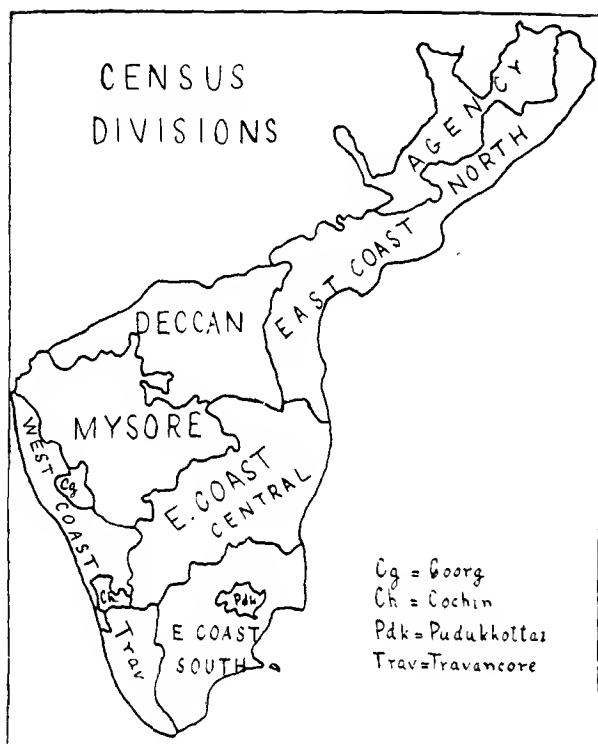 CENSUS
DIVISIONS
AGENCY
EAST COAST NORTH
DECCAN
MYSORE
WEST COAST
Cg
E. COAST
CENTRAL
Ch
Pdk
Trav
E COAST
SOUTH
Cg = Coorg
Ch = Cochin
Pdk = Pudukhottai
Trav=Travancore